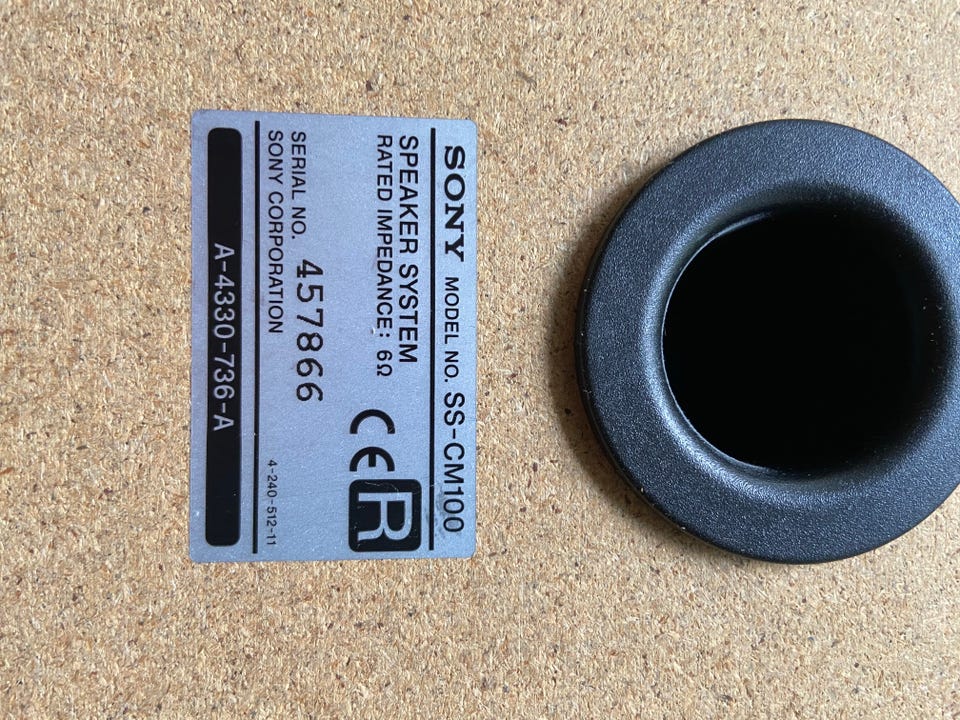 SONY MODEL NO. SS-CM100
SPEAKER SYSTEM
RATED IMPEDANCE: 6Ω
CE R
SERIAL NO. 457866
SONY CORPORATION
4-240-512-11
A-4330-736-A